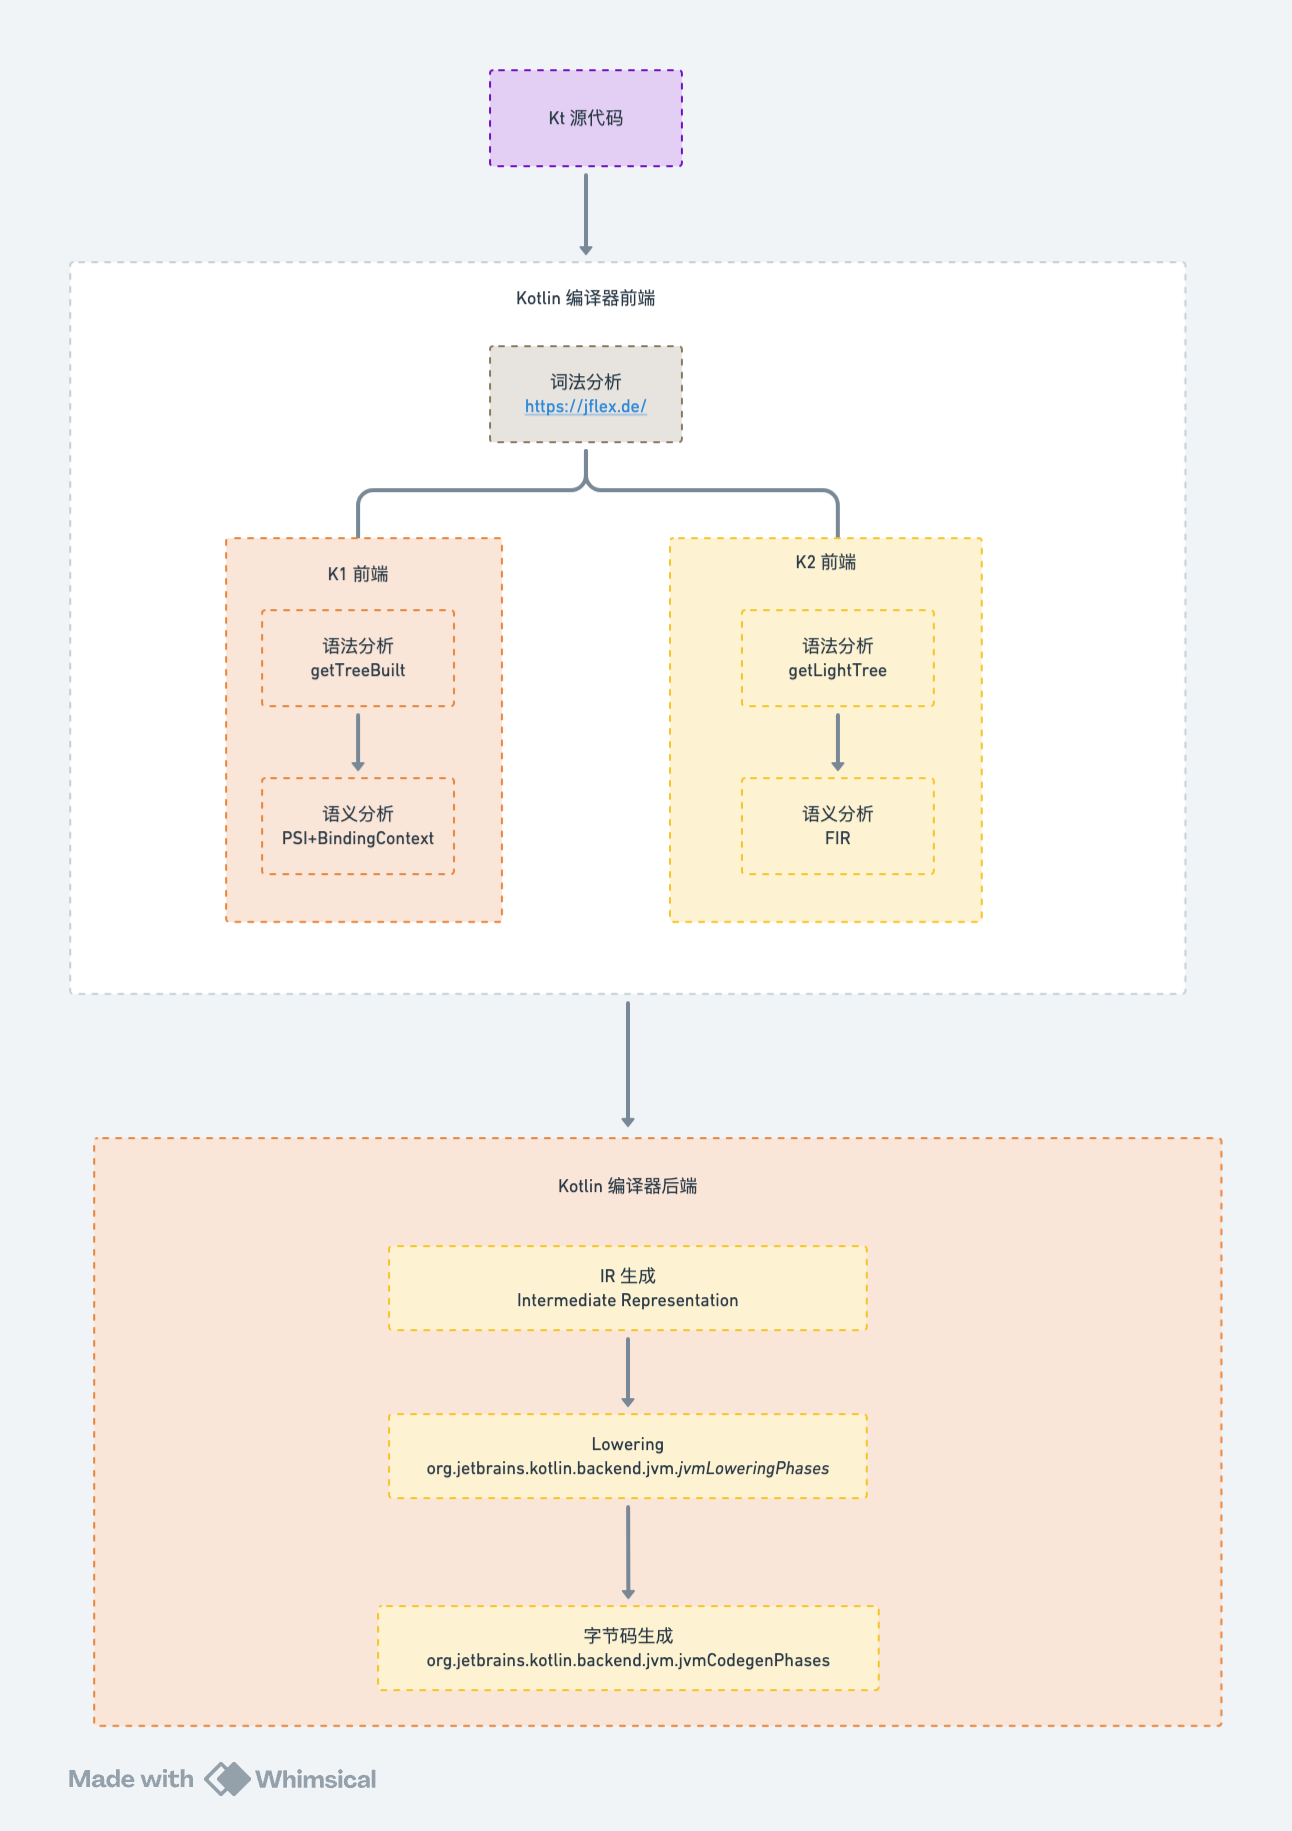 Kt 源代码
Kotlin 编译器前端
词法分析
https://jflex.de/
K1 前端
语法分析
getTreeBuilt
语义分析
PSI+BindingContext
K2 前端
语法分析
getLightTree
语义分析
FIR
Kotlin 编译器后端
IR 生成
Intermediate Representation
Lowering
org.jetbrains.kotlin.backend.jvm.jvmLoweringPhases
字节码生成
org.jetbrains.kotlin.backend.jvm.jvmCodegenPhases
Made with Whimsical